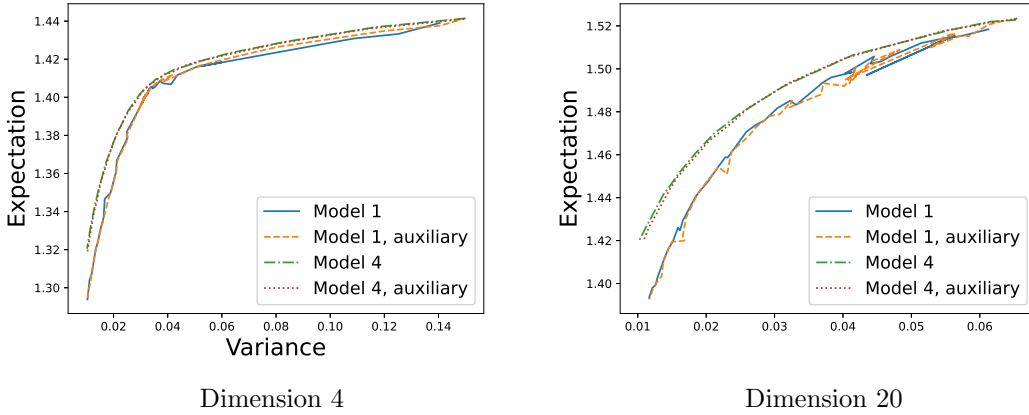 1.44
1.42
1.40
1.38
1.36
1.34
1.32
1.30
Expectation
Model 1
Model 1, auxiliary
Model 4
Model 4, auxiliary
0.02 0.04 0.06 0.08 0.10 0.12 0.14
Variance
Dimension 4
1.52
1.50
1.48
1.46
1.44
1.42
1.40
Expectation
Model 1
Model 1, auxiliary
Model 4
Model 4, auxiliary
0.01 0.02 0.03 0.04 0.05 0.06
Dimension 20